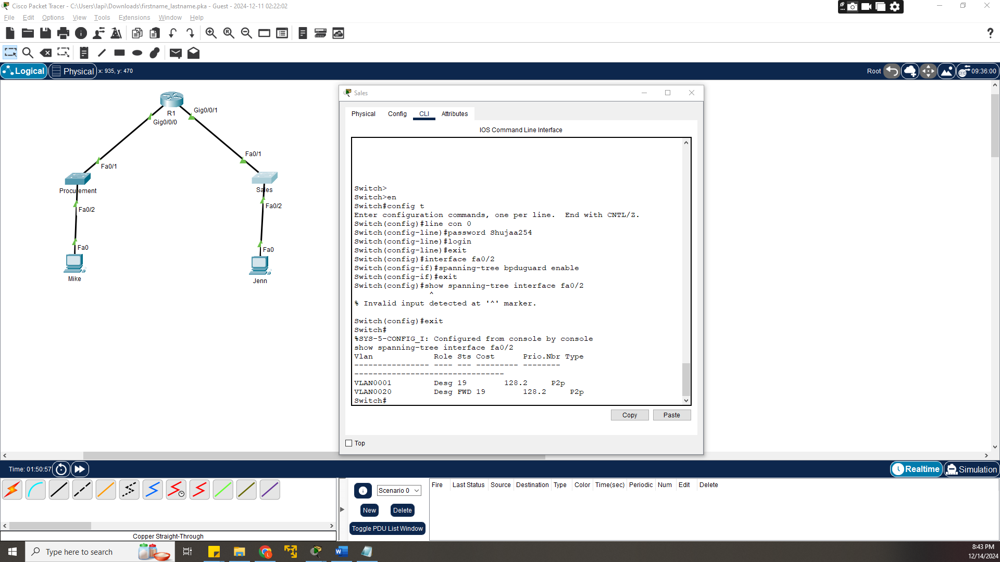 Cisco Packet Tracer - C:\Users\lapi\Downloads\firstname_lastname.pka - Guest - 2024-12-11 02:22:02
File Edit Options View Tools Extensions Window Help
Logical Physical x: 935, y: 470
Root 09:36:00
R1
Gig0/0/1
Gig0/0/0
Fa0/1
Fa0/1
Procurement
Sales
Fa0/2
Fa0/2
Fa0
Fa0
Mike
Jenn
Sales
Physical Config CLI Attributes
IOS Command Line Interface
Switch>
Switch>en
Switch#config t
Enter configuration commands, one per line.  End with CNTL/Z.
Switch(config)#line con 0
Switch(config-line)#password Shujaa254
Switch(config-line)#login
Switch(config-line)#exit
Switch(config)#interface fa0/2
Switch(config-if)#spanning-tree bpduguard enable
Switch(config-if)#exit
Switch(config)#show spanning-tree interface fa0/2
^
% Invalid input detected at '^' marker.
Switch(config)#exit
Switch#
%SYS-5-CONFIG_I: Configured from console by console
show spanning-tree interface fa0/2
Vlan             Role Sts Cost      Prio.Nbr Type
---------------- ---- --- --------- --------
--------------------------------
VLAN0001         Desg 19        128.2     P2p
VLAN0020         Desg FWD 19        128.2     P2p
Switch#
Copy Paste
Top
Time: 01:50:57
Realtime Simulation
Scenario 0
New Delete
Toggle PDU List Window
Fire Last Status Source Destination Type Color Time(sec) Periodic Num Edit Delete
Copper Straight-Through
Type here to search
8:43 PM
12/14/2024